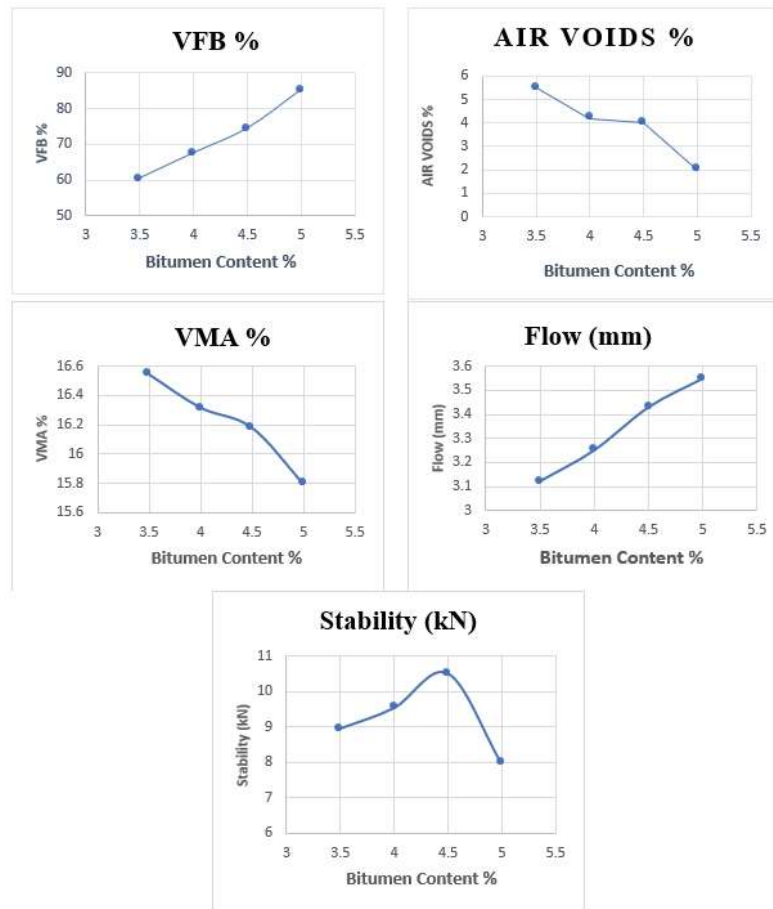 VFB %
90
80
70
60
50
VFB %
3 3.5 4 4.5 5 5.5
Bitumen Content %
AIR VOIDS %
6
5
4
3
2
1
0
AIR VOIDS %
3 3.5 4 4.5 5 5.5
Bitumen Content %
VMA %
16.6
16.4
16.2
16
15.8
15.6
VMA %
3 3.5 4 4.5 5 5.5
Bitumen Content %
Flow (mm)
3.6
3.5
3.4
3.3
3.2
3.1
3
Flow (mm)
3 3.5 4 4.5 5 5.5
Bitumen Content %
Stability (kN)
11
10
9
8
7
6
Stability (kN)
3 3.5 4 4.5 5 5.5
Bitumen Content %